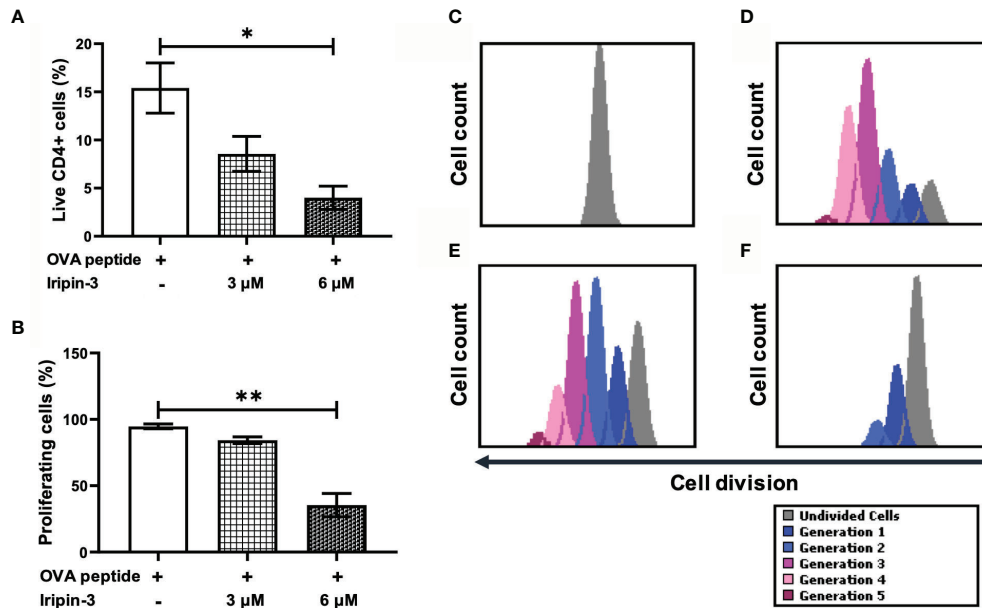 A
*
Live CD4+ cells (%)
20
15
10
5
0
OVA peptide + + +
Iripin-3 - 3 µM 6 µM
B
**
Proliferating cells (%)
150
100
50
0
OVA peptide + + +
Iripin-3 - 3 µM 6 µM
C
Cell count
D
Cell count
E
Cell count
F
Cell count
Cell division
Undivided Cells
Generation 1
Generation 2
Generation 3
Generation 4
Generation 5